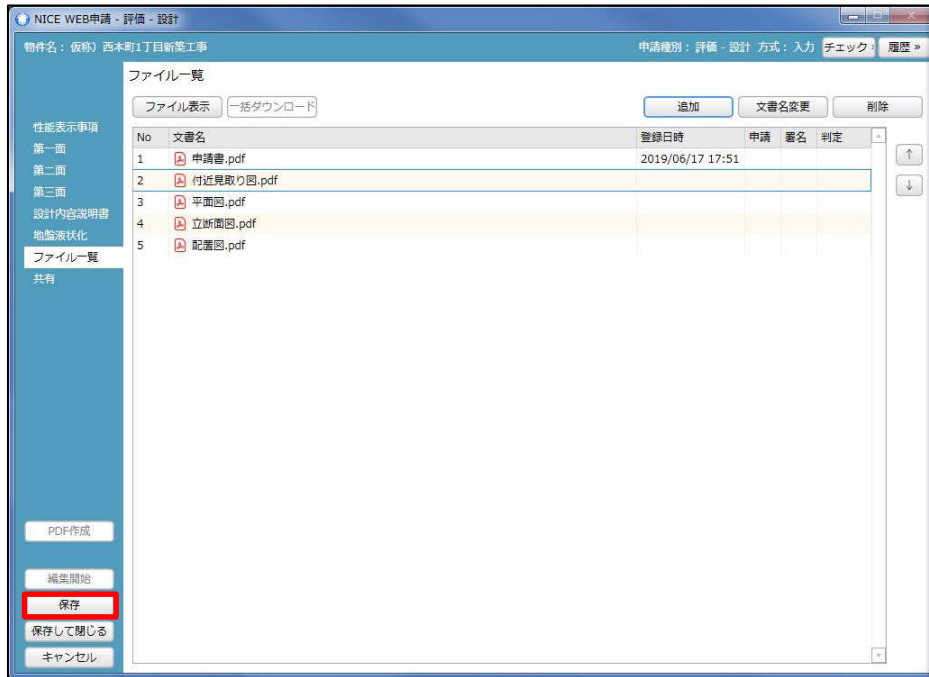 NICE WEB申請 - 評価 - 設計
物件名： 仮称）西本町1丁目新築工事
申請種別： 評価 - 設計 方式： 入力 チェック » 履歴 »
ファイル一覧
ファイル表示 一括ダウンロード 追加 文書名変更 削除
性能表示事項
第一面
第二面
第三面
設計内容説明書
地盤液状化
ファイル一覧
共有
No 文書名 登録日時 申請 署名 判定
1 申請書.pdf 2019/06/17 17:51
2 付近見取り図.pdf
3 平面図.pdf
4 立断面図.pdf
5 配置図.pdf
↑
↓
PDF作成
編集開始
保存
保存して閉じる
キャンセル